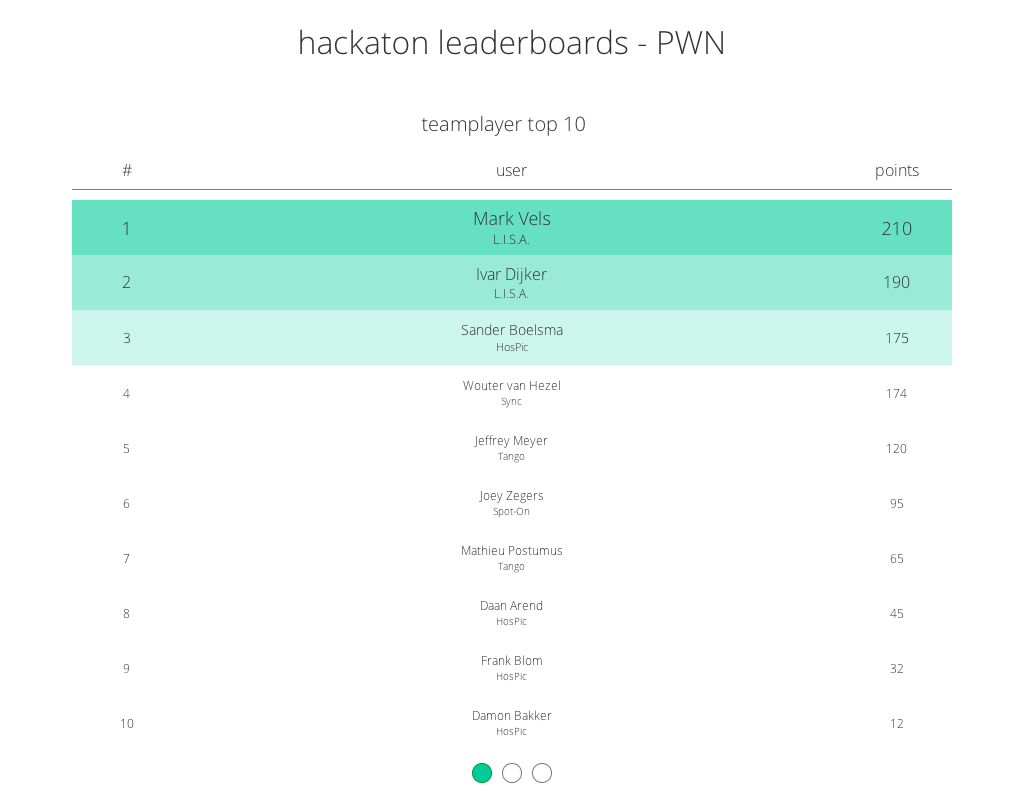 hackaton leaderboards - PWN
teamplayer top 10
# user points
1 Mark Vels 210
L.I.S.A.
2 Ivar Dijker 190
L.I.S.A.
3 Sander Boelsma 175
HosPic
4 Wouter van Hezel 174
Sync
5 Jeffrey Meyer 120
Tango
6 Joey Zegers 95
Spot-On
7 Mathieu Postumus 65
Tango
8 Daan Arend 45
HosPic
9 Frank Blom 32
HosPic
10 Damon Bakker 12
HosPic